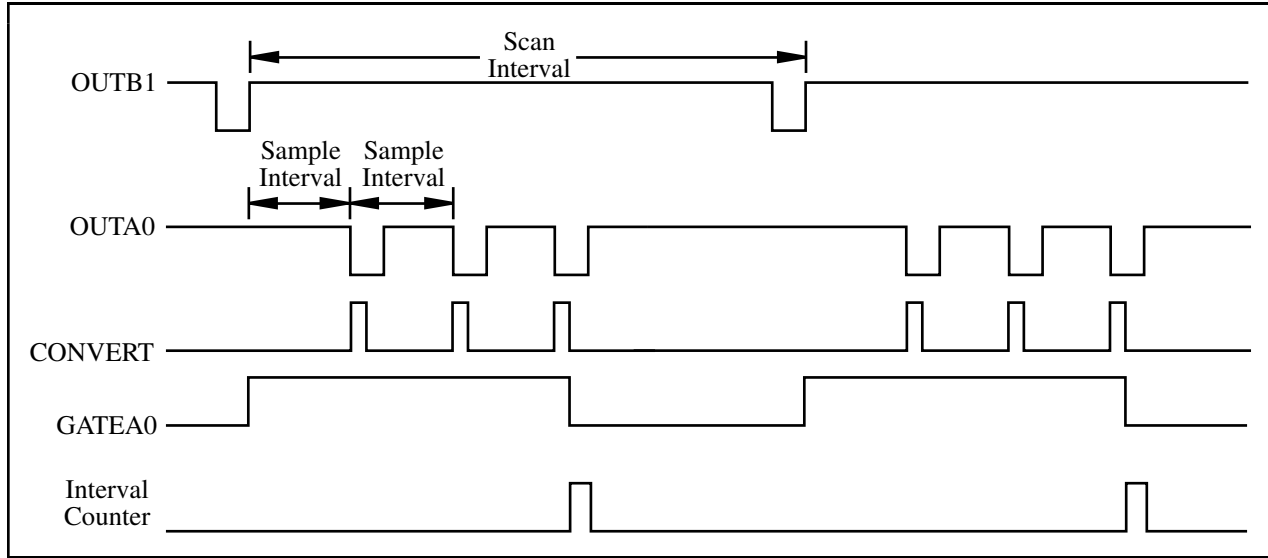 Scan
Interval
OUTB1
Sample
Interval
Sample
Interval
OUTA0
CONVERT
GATEA0
Interval
Counter